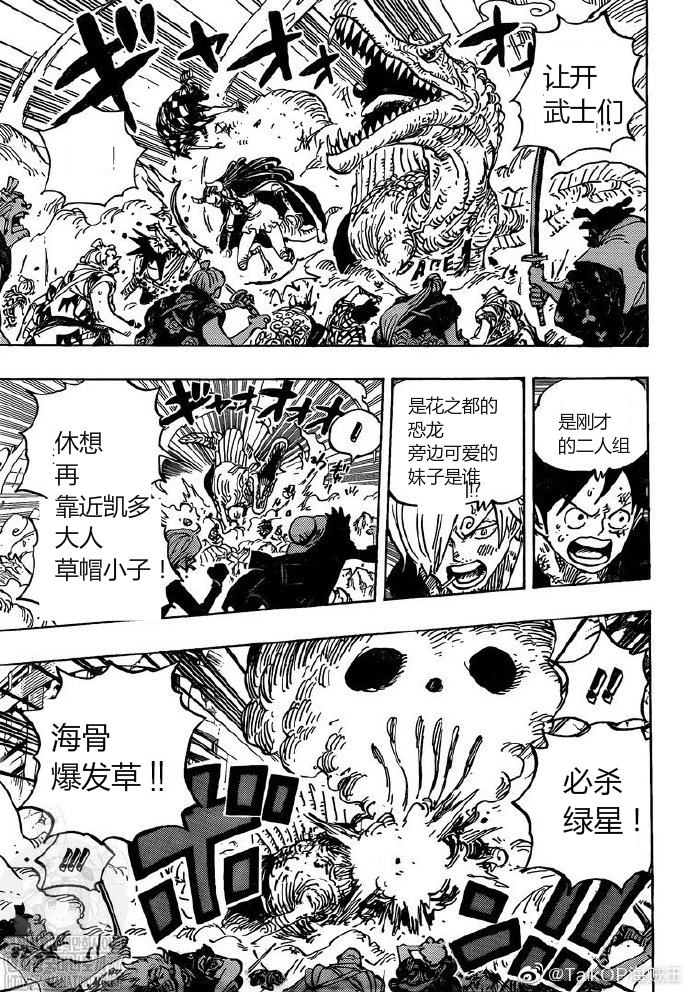 让开
武士们
!!!
ギャオオオ
是刚才
的二人组
是花之都的
恐龙
旁边可爱的
妹子是谁
!!!
!
ギャオオオ
休想
再
靠近凯多
大人
草帽小子！
!!
必杀
绿星！
海骨
爆发草!!
!!!
@TalKOP海贼王